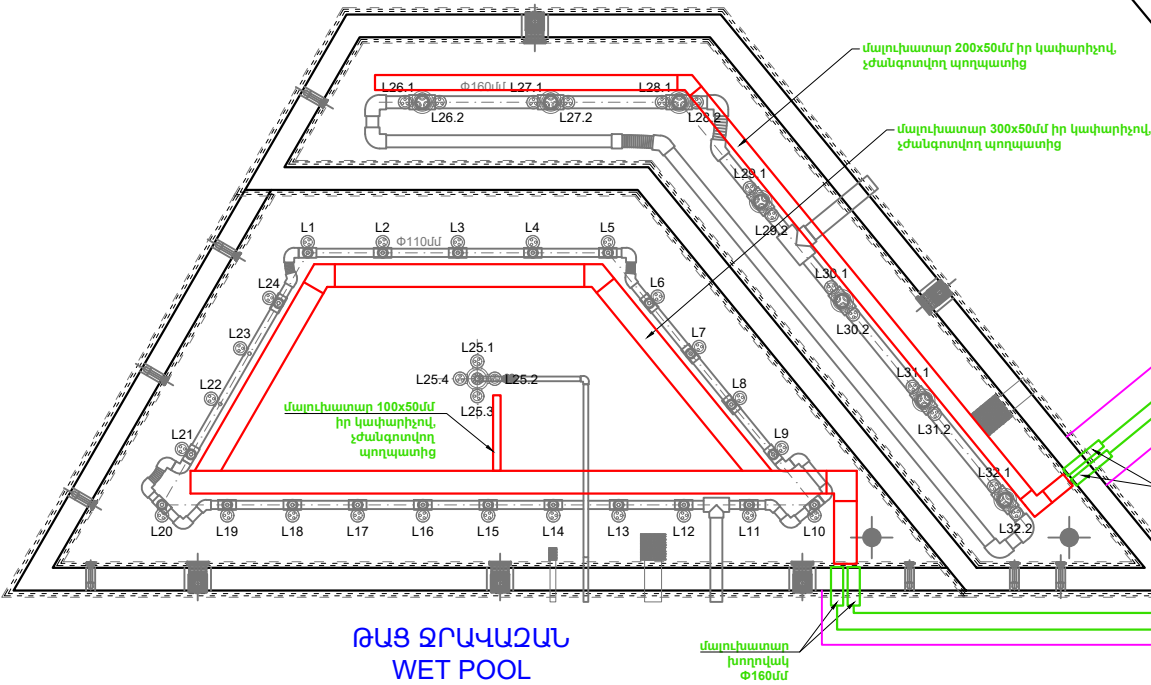 մալուխատար 200x50մմ իր կափարիչով,
չժանգոտվող պողպատից
L26.1
Φ160մմ
L27.1
L28.1
L26.2
L27.2
L28.2
մալուխատար 300x50մմ իր կափարիչով,
չժանգոտվող պողպատից
L29.1
L29.2
L1
L2
L3
L4
L5
Φ110մմ
L30.1
L24
L6
L30.2
L23
L7
L25.1
L25.4
L25.2
L25.3
L22
L8
L31.1
L31.2
մալուխատար 100x50մմ
իր կափարիչով,
չժանգոտվող
պողպատից
L21
L9
L32.1
L32.2
L20
L19
L18
L17
L16
L15
L14
L13
L12
L11
L10
ԹԱՑ ՋՐԱՎԱԶԱՆ
WET POOL
մալուխատար
խողովակ
Φ160մմ